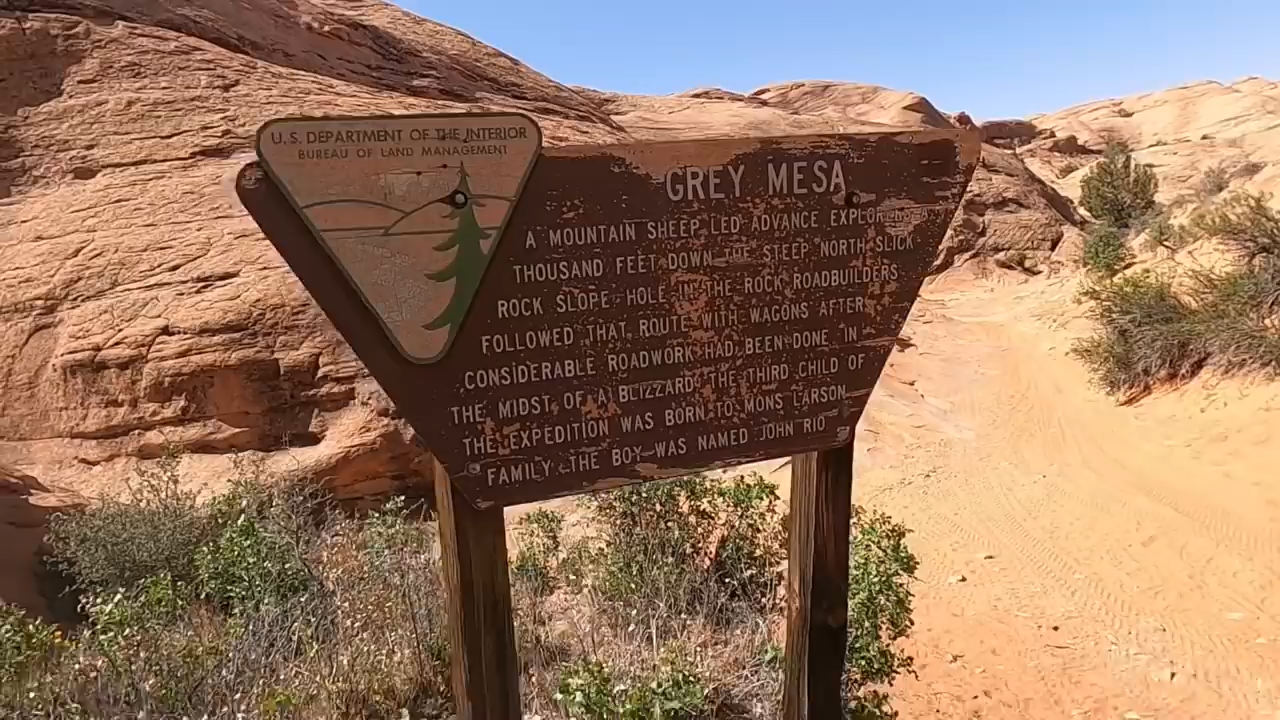 U.S. DEPARTMENT OF THE INTERIOR
BUREAU OF LAND MANAGEMENT
GREY MESA
A MOUNTAIN SHEEP LED ADVANCE EXPLORERS A
THOUSAND FEET DOWN THE STEEP NORTH SLICK
ROCK SLOPE. HOLE IN THE ROCK ROADBUILDERS
FOLLOWED THAT ROUTE WITH WAGONS AFTER
CONSIDERABLE ROADWORK HAD BEEN DONE IN
THE MIDST OF A BLIZZARD, THE THIRD CHILD OF
THE EXPEDITION WAS BORN TO MONS LARSON
FAMILY. THE BOY WAS NAMED JOHN RIO